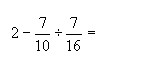 2 − 7/10 ÷ 7/16 =